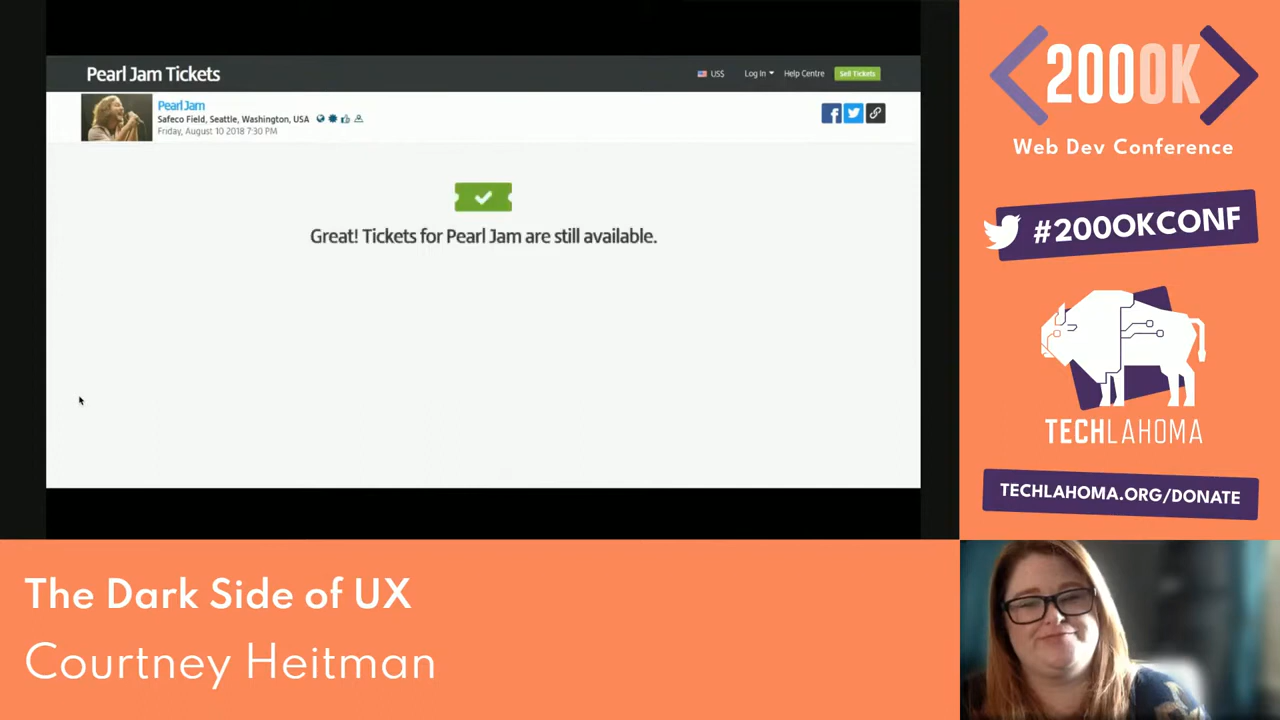 Pearl Jam Tickets
US$ Log In Help Centre Sell Tickets
Pearl Jam
Safeco Field, Seattle, Washington, USA
Friday, August 10 2018 7:30 PM
Great! Tickets for Pearl Jam are still available.
200OK
Web Dev Conference
#200OKCONF
TECHLAHOMA
TECHLAHOMA.ORG/DONATE
The Dark Side of UX
Courtney Heitman